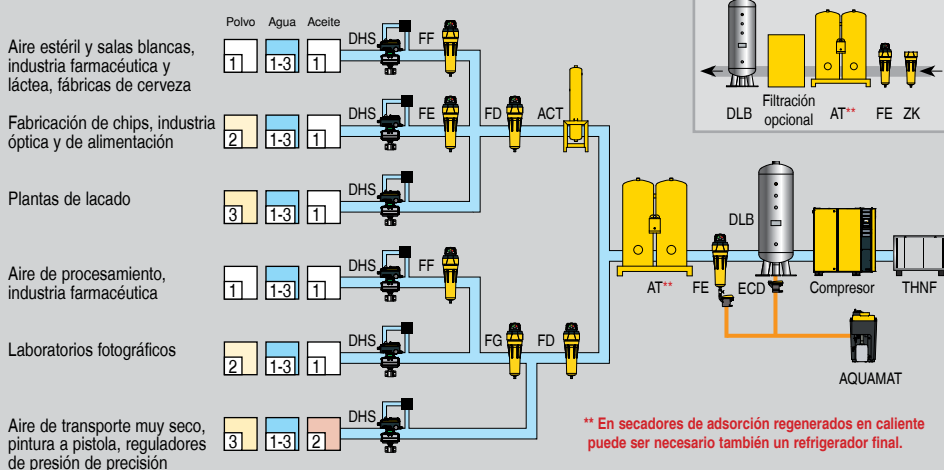 Polvo Agua Aceite
Aire estéril y salas blancas,
industria farmacéutica y
láctea, fábricas de cerveza
1 1-3 1
DHS FF
Fabricación de chips, industria
óptica y de alimentación
2 1-3 1
DHS FE FD ACT
Plantas de lacado
3 1-3 1
DHS
Aire de procesamiento,
industria farmacéutica
1 1-3 1
DHS FF
Laboratorios fotográficos
2 1-3 1
DHS FG FD
Aire de transporte muy seco,
pintura a pistola, reguladores
de presión de precisión
3 1-3 2
DHS
DLB Filtración
opcional AT** FE ZK
DLB
AT** FE ECD Compresor THNF
AQUAMAT
** En secadores de adsorción regenerados en caliente
puede ser necesario también un refrigerador final.